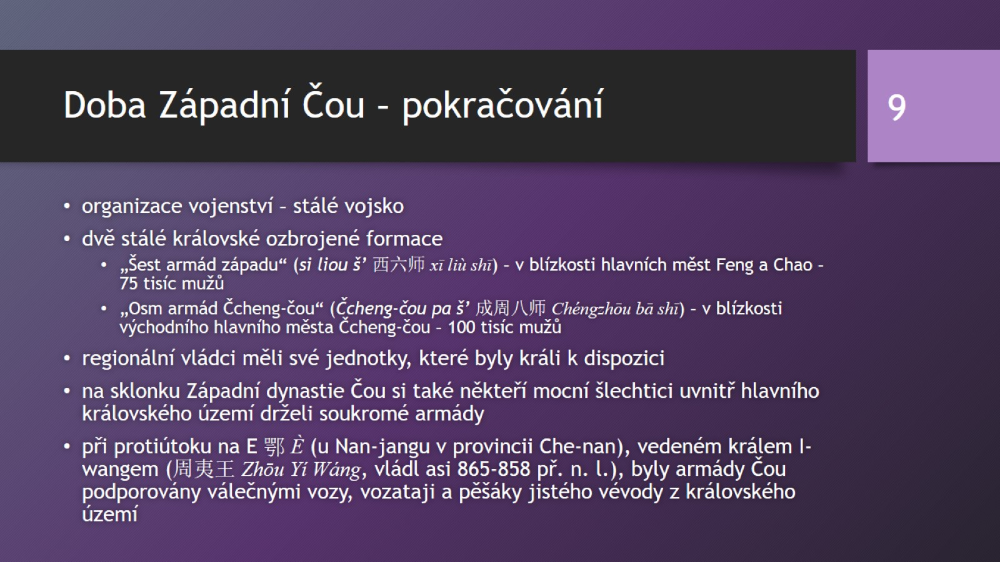 Doba Západní Čou – pokračování
9
• organizace vojenství – stálé vojsko
• dvě stálé královské ozbrojené formace
• „Šest armád západu“ (si liou š’ 西六师 xī liù shī) – v blízkosti hlavních měst Feng a Chao –
75 tisíc mužů
• „Osm armád Čcheng-čou“ (Čcheng-čou pa š’ 成周八师 Chéngzhōu bā shī) – v blízkosti
východního hlavního města Čcheng-čou – 100 tisíc mužů
• regionální vládci měli své jednotky, které byly králi k dispozici
• na sklonku Západní dynastie Čou si také někteří mocní šlechtici uvnitř hlavního
královského území drželi soukromé armády
• při protiútoku na E 鄂 È (u Nan-jangu v provincii Che-nan), vedeném králem I-
wangem (周夷王 Zhōu Yí Wáng, vládl asi 865-858 př. n. l.), byly armády Čou
podporovány válečnými vozy, vozataji a pěšáky jistého vévody z královského
území